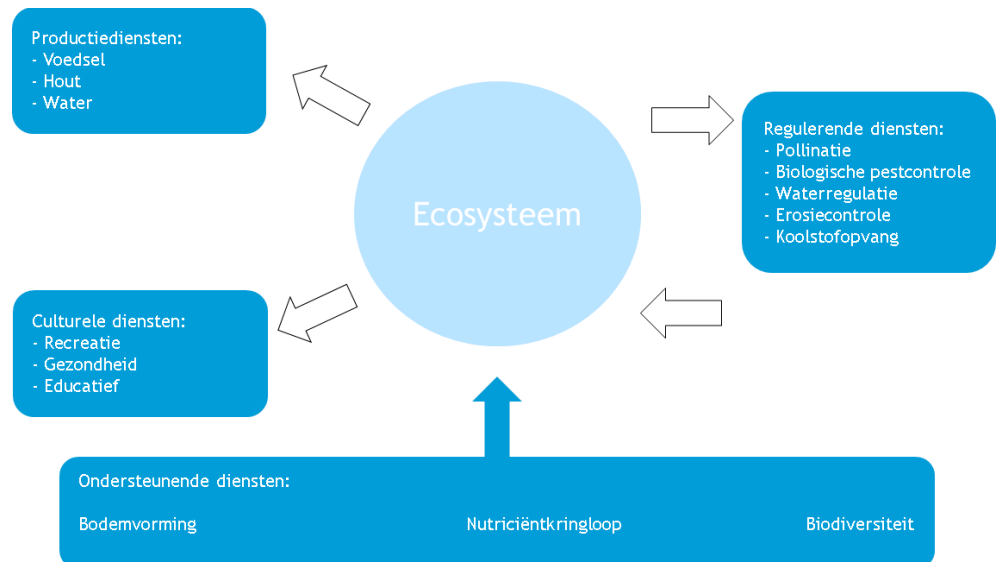 Productiediensten:
- Voedsel
- Hout
- Water
Ecosysteem
Regulerende diensten:
- Pollinatie
- Biologische pestcontrole
- Waterregulatie
- Erosiecontrole
- Koolstofopvang
Culturele diensten:
- Recreatie
- Gezondheid
- Educatief
Ondersteunende diensten:
Bodemvorming Nutriciëntkringloop Biodiversiteit